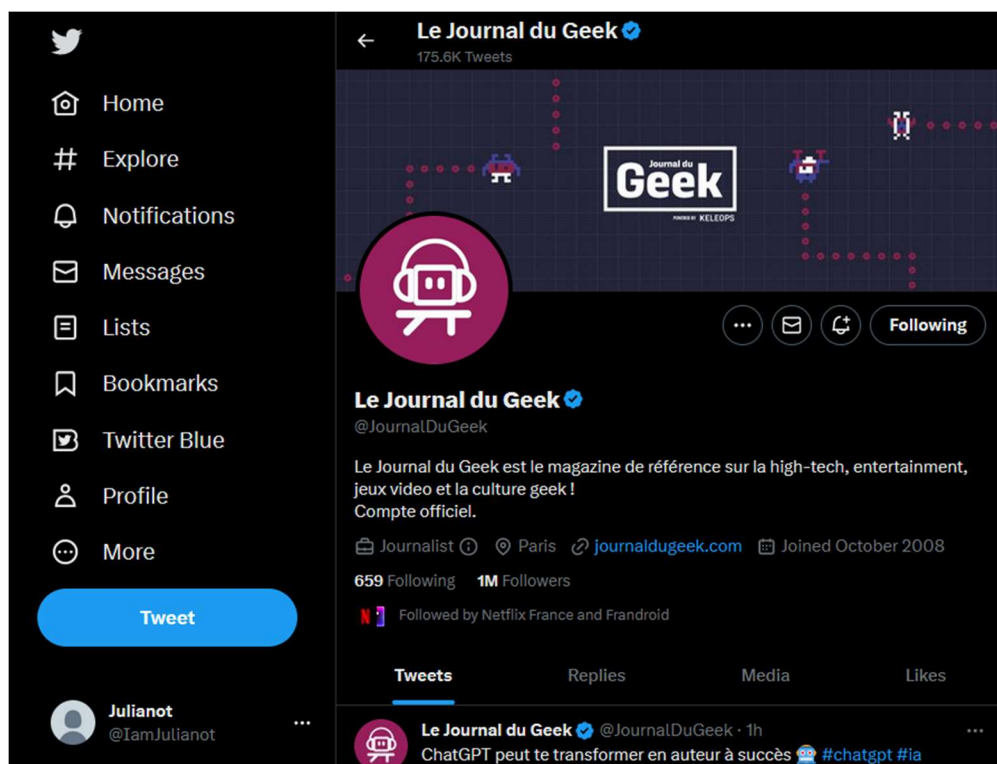 Home
Explore
Notifications
Messages
Lists
Bookmarks
Twitter Blue
Profile
More
Tweet
Julianot
@IamJulianot
Le Journal du Geek
175.6K Tweets
Journal du
Geek
POWERED BY KELEOPS
Following
Le Journal du Geek
@JournalDuGeek
Le Journal du Geek est le magazine de référence sur la high-tech, entertainment,
jeux video et la culture geek !
Compte officiel.
Journalist Paris journaldugeek.com Joined October 2008
659 Following 1M Followers
N Followed by Netflix France and Frandroid
Tweets Replies Media Likes
Le Journal du Geek @JournalDuGeek · 1h
ChatGPT peut te transformer en auteur à succès 🤖 #chatgpt #ia